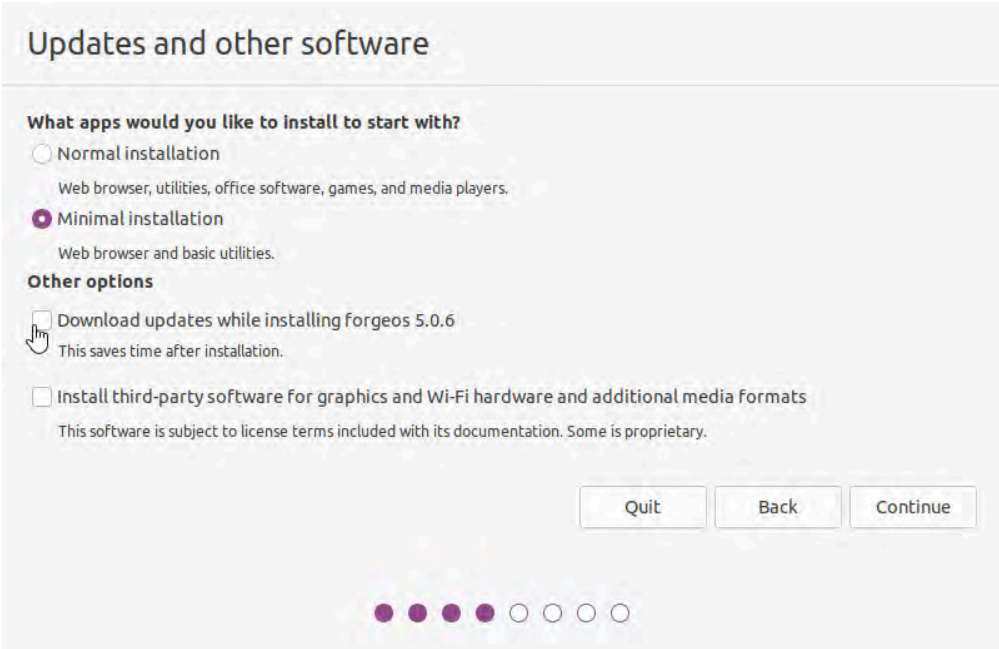 Updates and other software
What apps would you like to install to start with?
Normal installation
Web browser, utilities, office software, games, and media players.
Minimal installation
Web browser and basic utilities.
Other options
Download updates while installing forgeos 5.0.6
This saves time after installation.
Install third-party software for graphics and Wi-Fi hardware and additional media formats
This software is subject to license terms included with its documentation. Some is proprietary.
Quit Back Continue